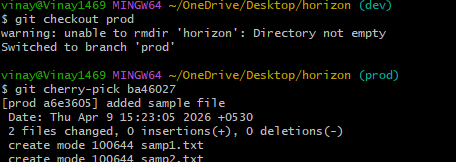 vinay@Vinay1469 MINGW64 ~/OneDrive/Desktop/horizon (dev)
$ git checkout prod
warning: unable to rmdir 'horizon': Directory not empty
Switched to branch 'prod'
vinay@Vinay1469 MINGW64 ~/OneDrive/Desktop/horizon (prod)
$ git cherry-pick ba46027
[prod a6e3605] added sample file
Date: Thu Apr 9 15:23:05 2026 +0530
2 files changed, 0 insertions(+), 0 deletions(-)
create mode 100644 samp1.txt
create mode 100644 samp2.txt